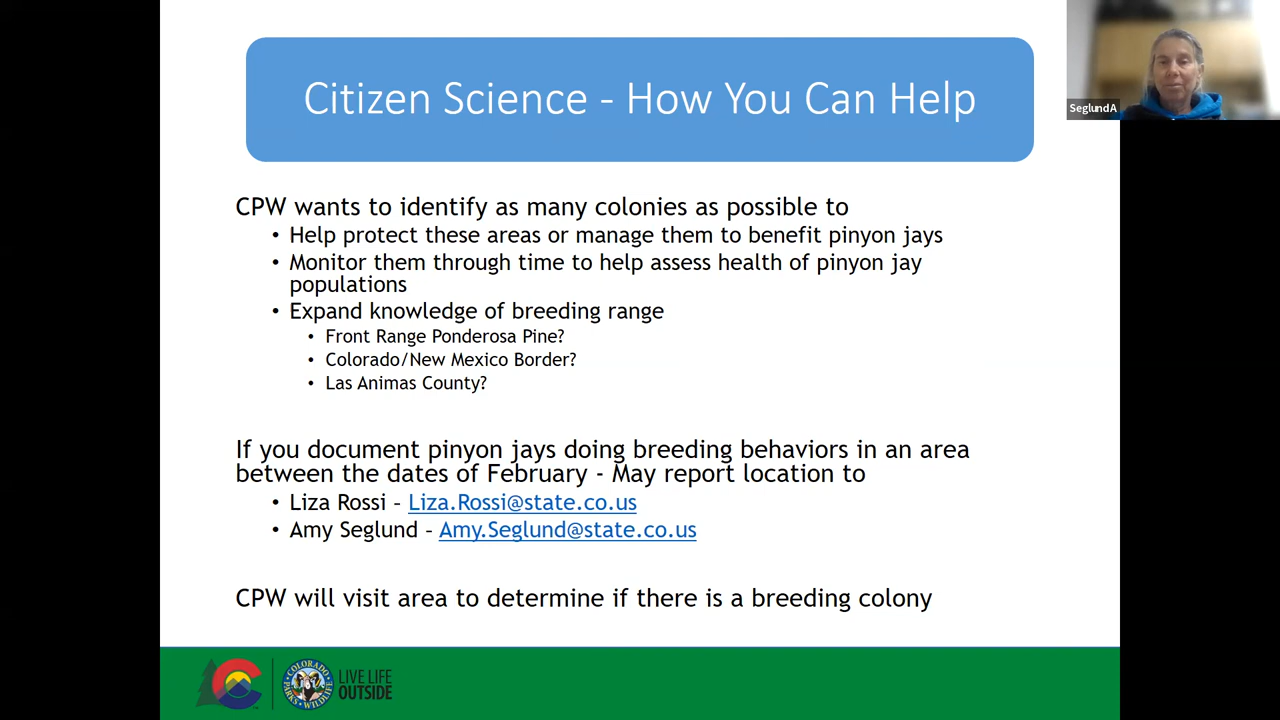 Citizen Science - How You Can Help
SeglundA
CPW wants to identify as many colonies as possible to
• Help protect these areas or manage them to benefit pinyon jays
• Monitor them through time to help assess health of pinyon jay
populations
• Expand knowledge of breeding range
• Front Range Ponderosa Pine?
• Colorado/New Mexico Border?
• Las Animas County?
If you document pinyon jays doing breeding behaviors in an area
between the dates of February - May report location to
• Liza Rossi – Liza.Rossi@state.co.us
• Amy Seglund – Amy.Seglund@state.co.us
CPW will visit area to determine if there is a breeding colony
COLORADO
PARKS & WILDLIFE
LIVE LIFE
OUTSIDE